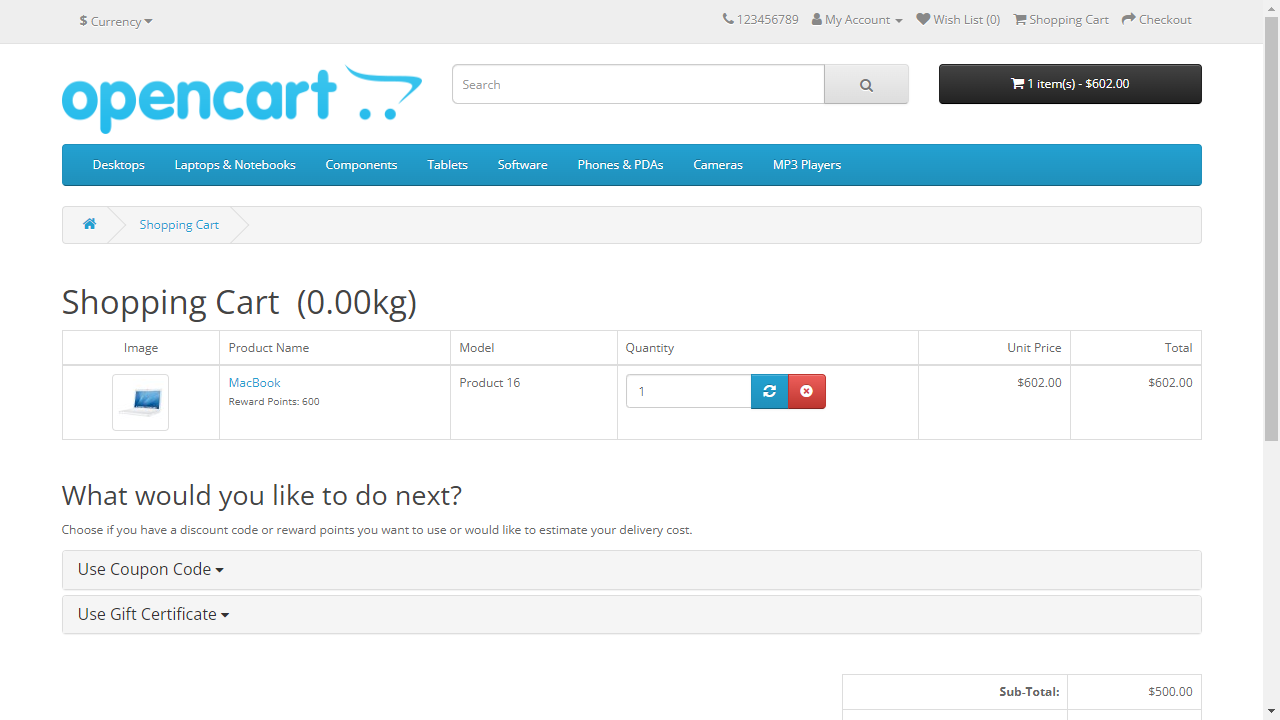 $ Currency
123456789 My Account Wish List (0) Shopping Cart Checkout
opencart
Search
1 item(s) - $602.00
Desktops Laptops & Notebooks Components Tablets Software Phones & PDAs Cameras MP3 Players
Shopping Cart
Shopping Cart (0.00kg)
Image Product Name Model Quantity Unit Price Total
MacBook Product 16 1 $602.00 $602.00
Reward Points: 600
What would you like to do next?
Choose if you have a discount code or reward points you want to use or would like to estimate your delivery cost.
Use Coupon Code
Use Gift Certificate
Sub-Total: $500.00